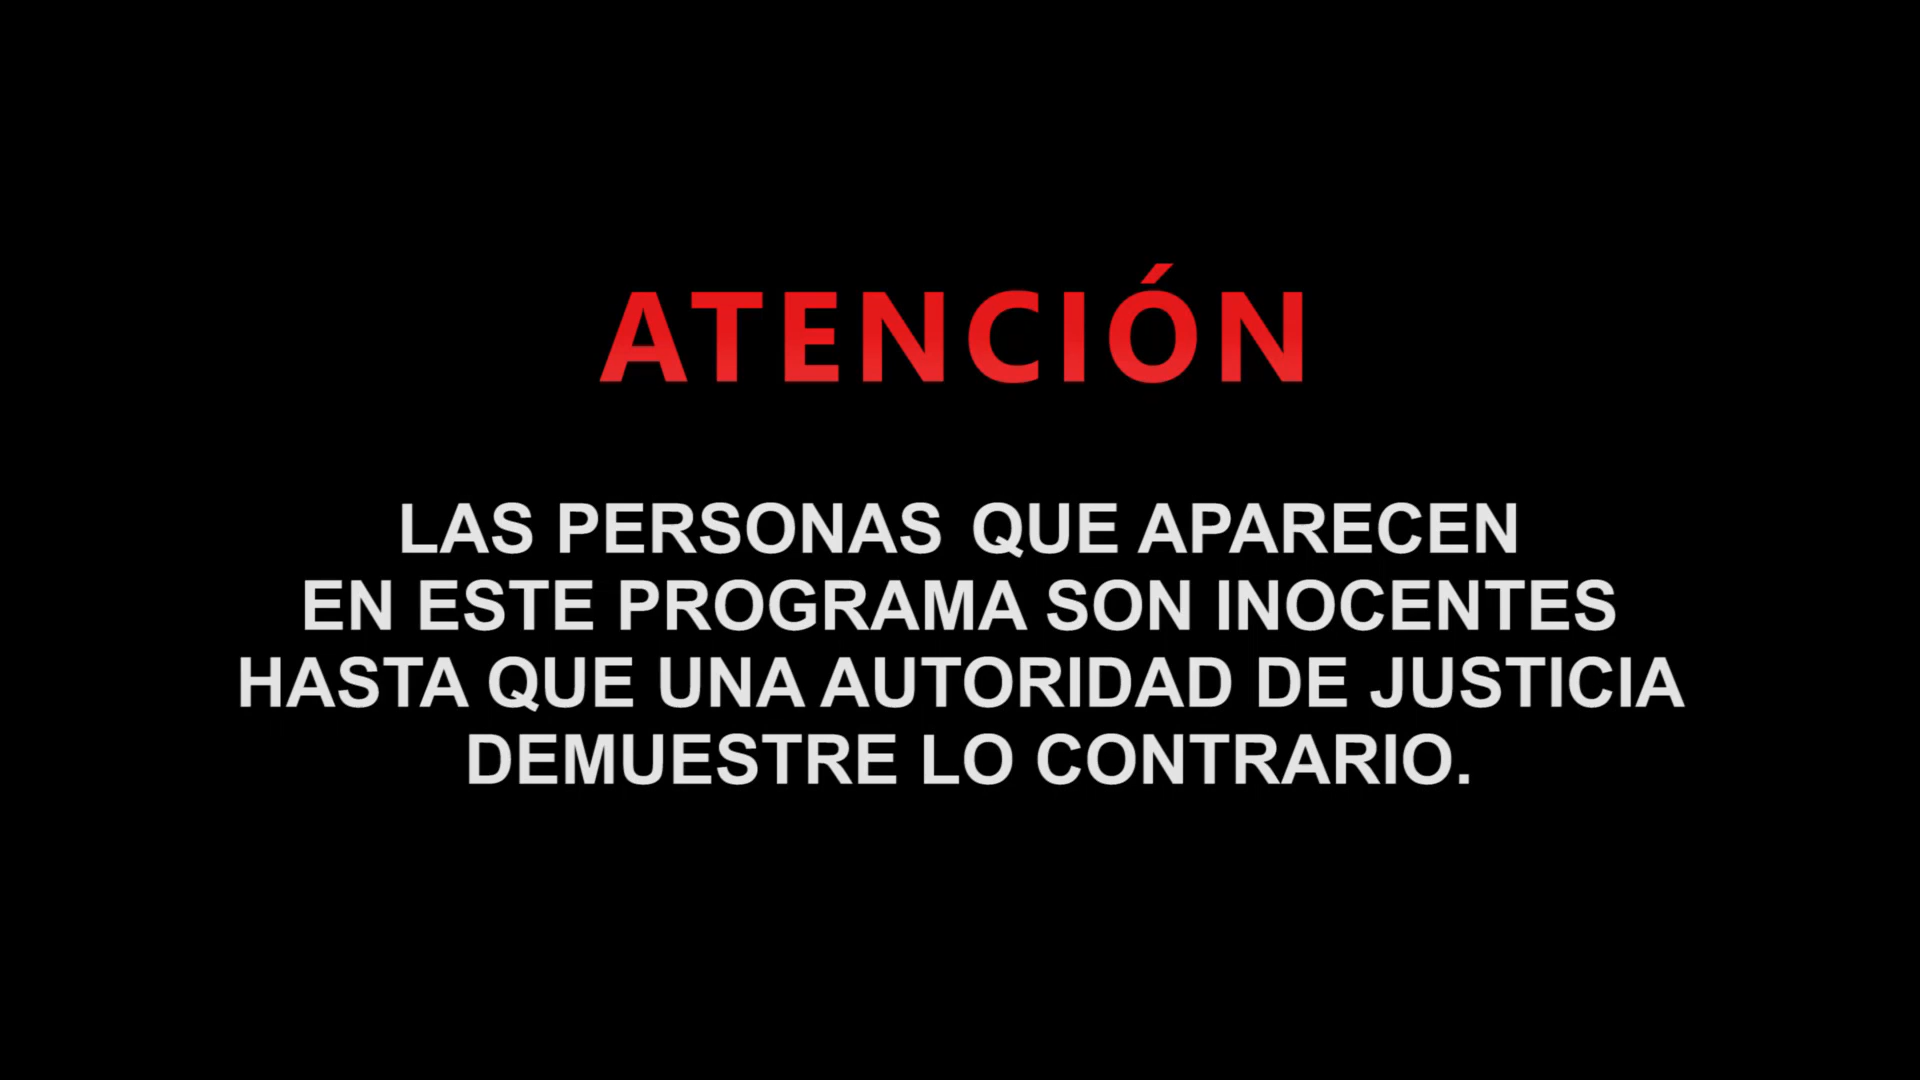 ATENCIÓN
LAS PERSONAS QUE APARECEN
EN ESTE PROGRAMA SON INOCENTES
HASTA QUE UNA AUTORIDAD DE JUSTICIA
DEMUESTRE LO CONTRARIO.